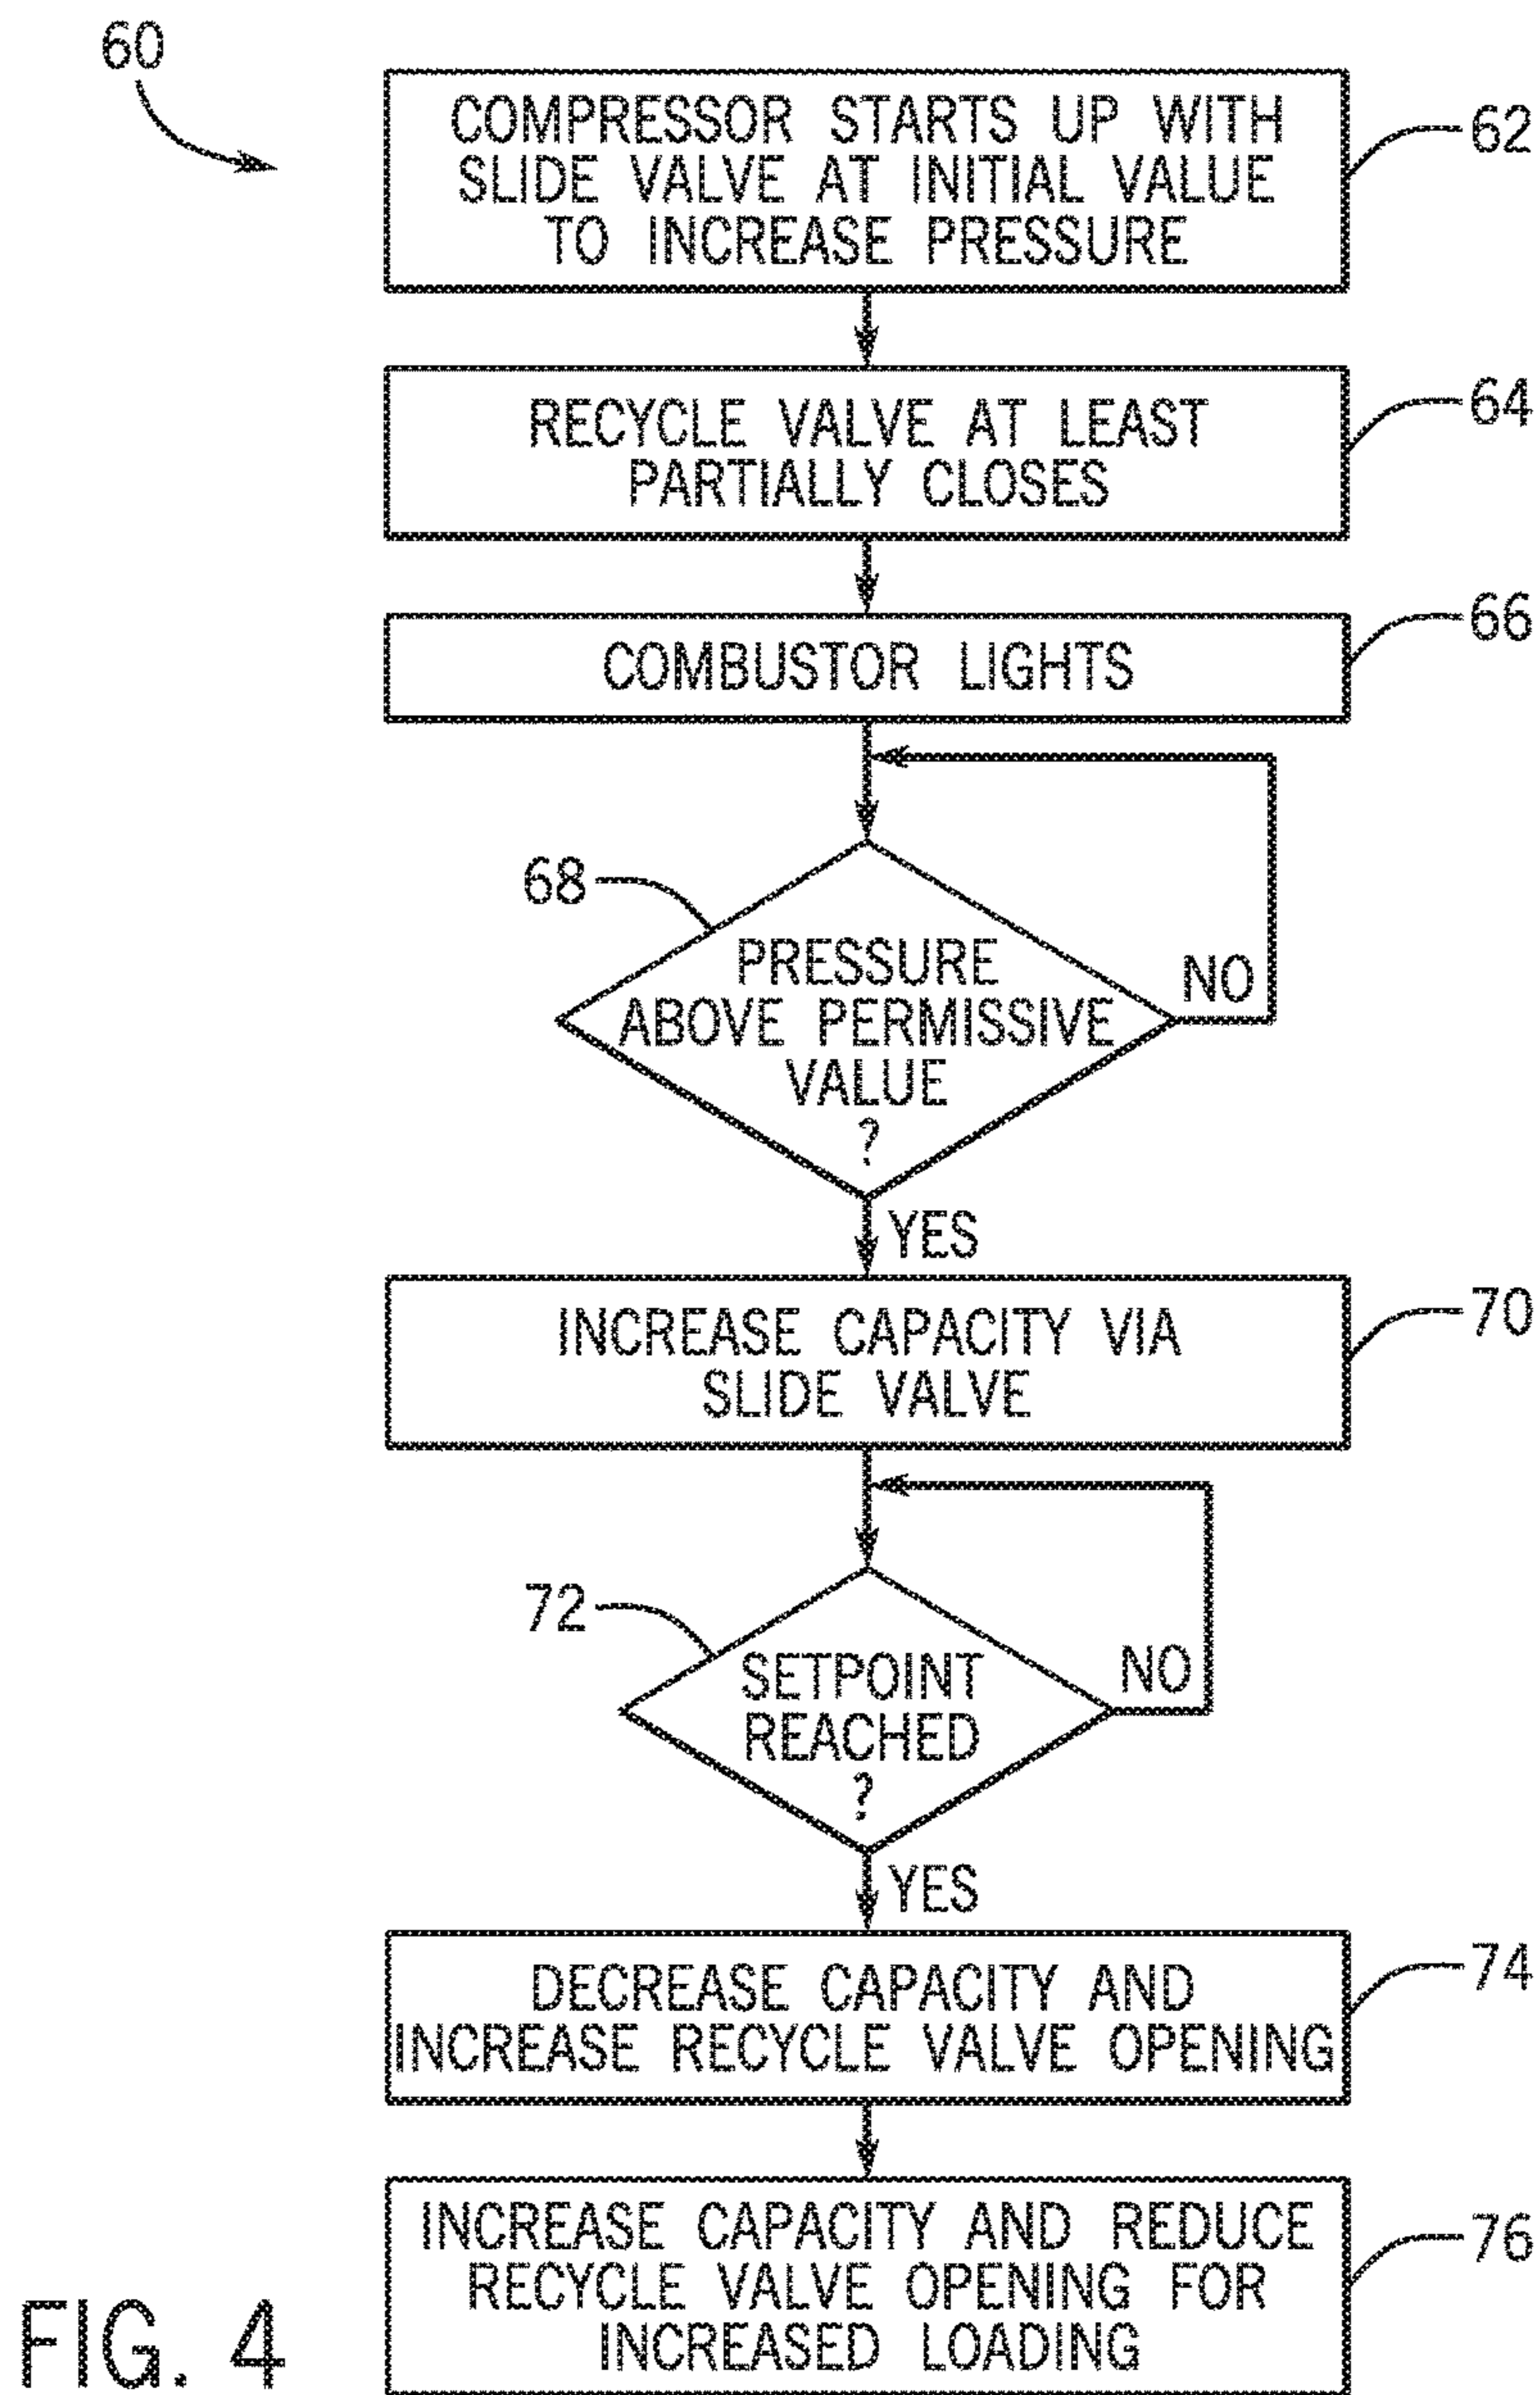 60
COMPRESSOR STARTS UP WITH
SLIDE VALVE AT INITIAL VALUE
TO INCREASE PRESSURE
62
RECYCLE VALVE AT LEAST
PARTIALLY CLOSES
64
COMBUSTOR LIGHTS
66
68
PRESSURE
ABOVE PERMISSIVE
VALUE
?
NO
YES
INCREASE CAPACITY VIA
SLIDE VALVE
70
72
SETPOINT
REACHED
?
NO
YES
DECREASE CAPACITY AND
INCREASE RECYCLE VALVE OPENING
74
INCREASE CAPACITY AND REDUCE
RECYCLE VALVE OPENING FOR
INCREASED LOADING
76
FIG. 4